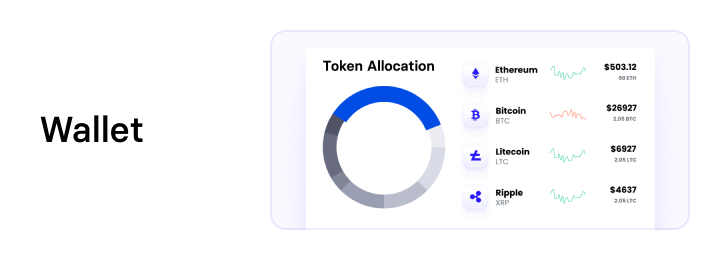 Wallet
Token Allocation
Ethereum
ETH
$503.12
50 ETH
Bitcoin
BTC
$26927
2.05 BTC
Litecoin
LTC
$6927
2.05 LTC
Ripple
XRP
$4637
2.05 LTC